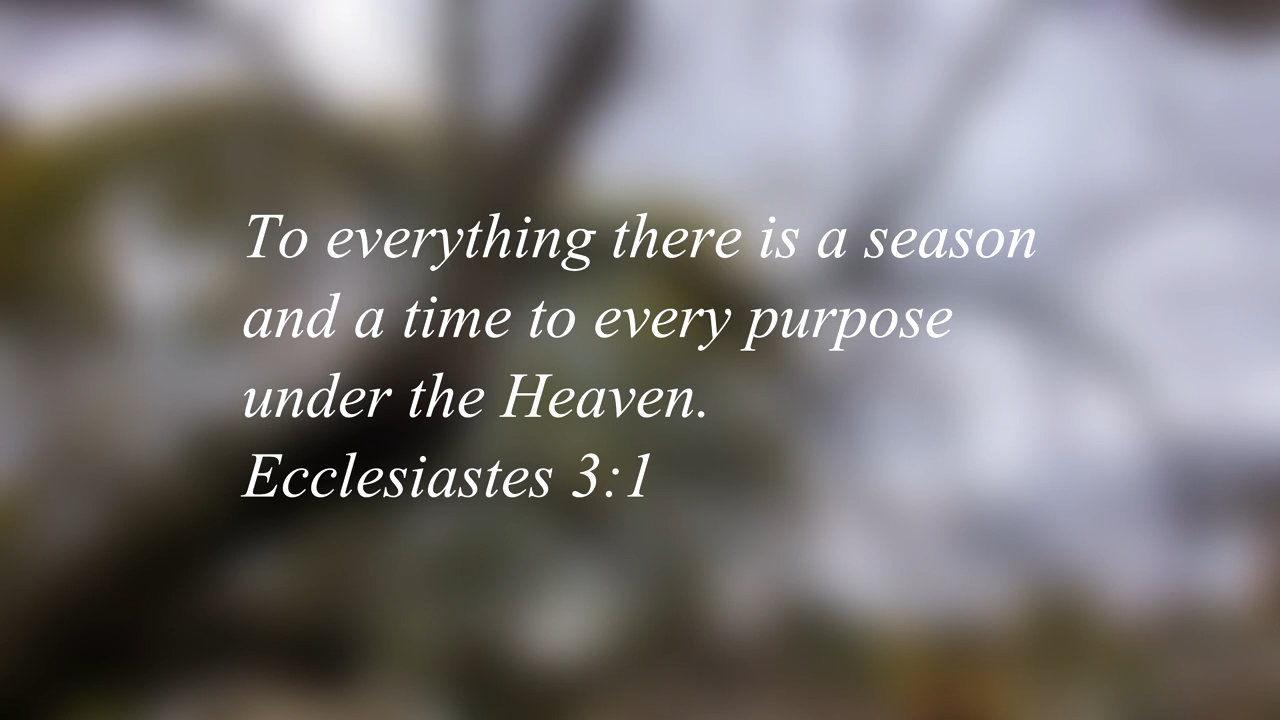 To everything there is a season
and a time to every purpose
under the Heaven.
Ecclesiastes 3:1